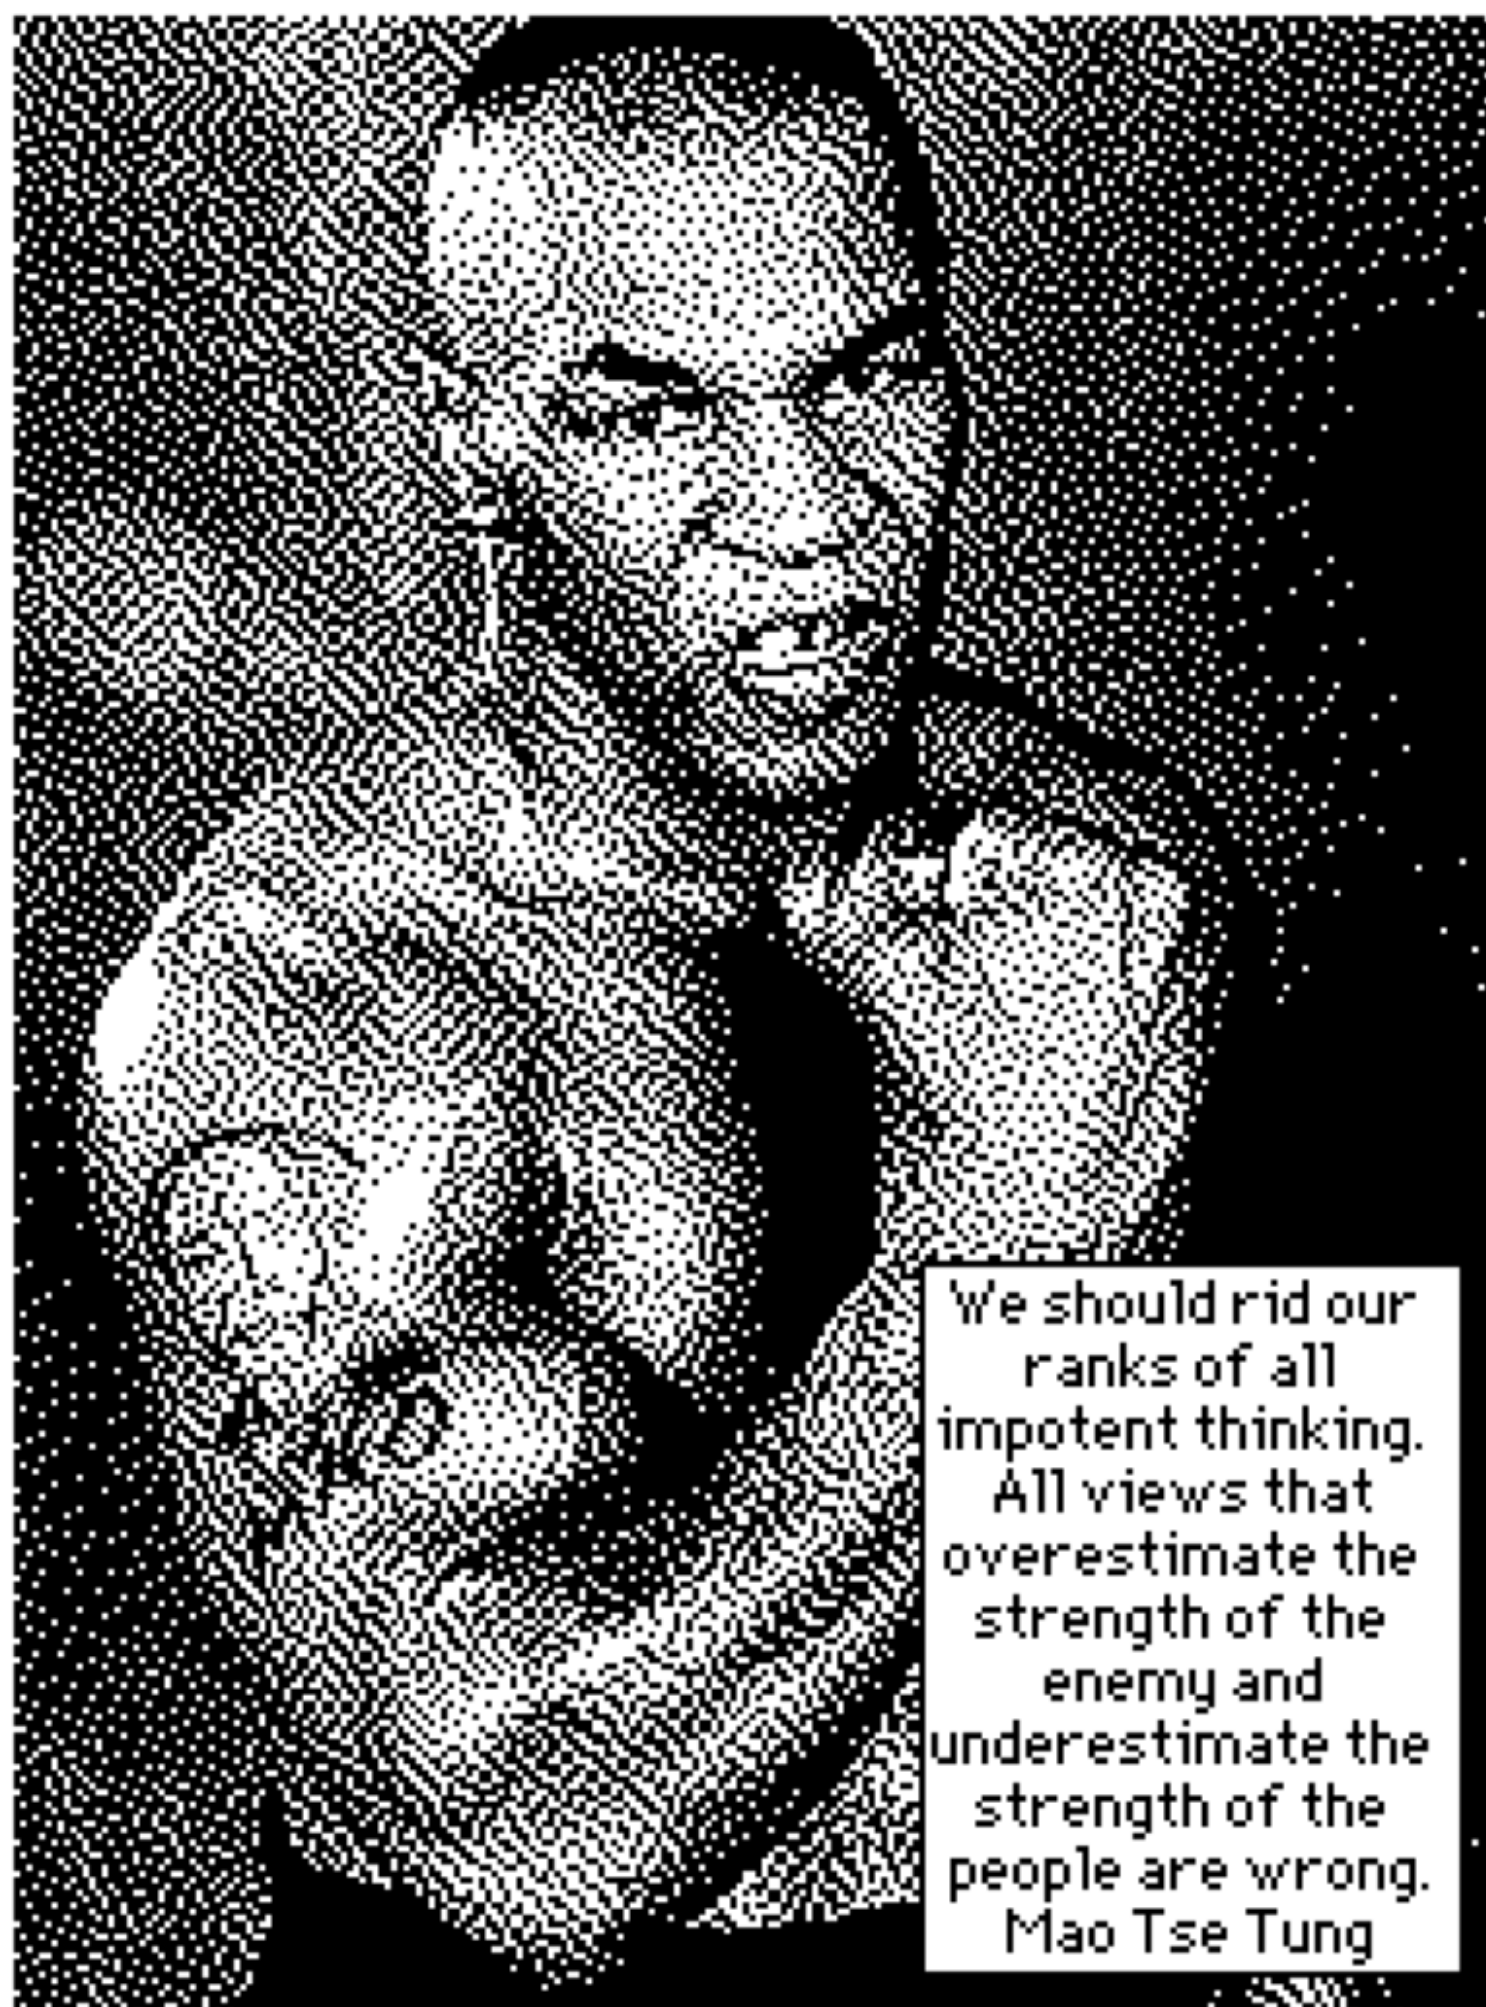 We should rid our
ranks of all
impotent thinking.
All views that
overestimate the
strength of the
enemy and
underestimate the
strength of the
people are wrong.
Mao Tse Tung